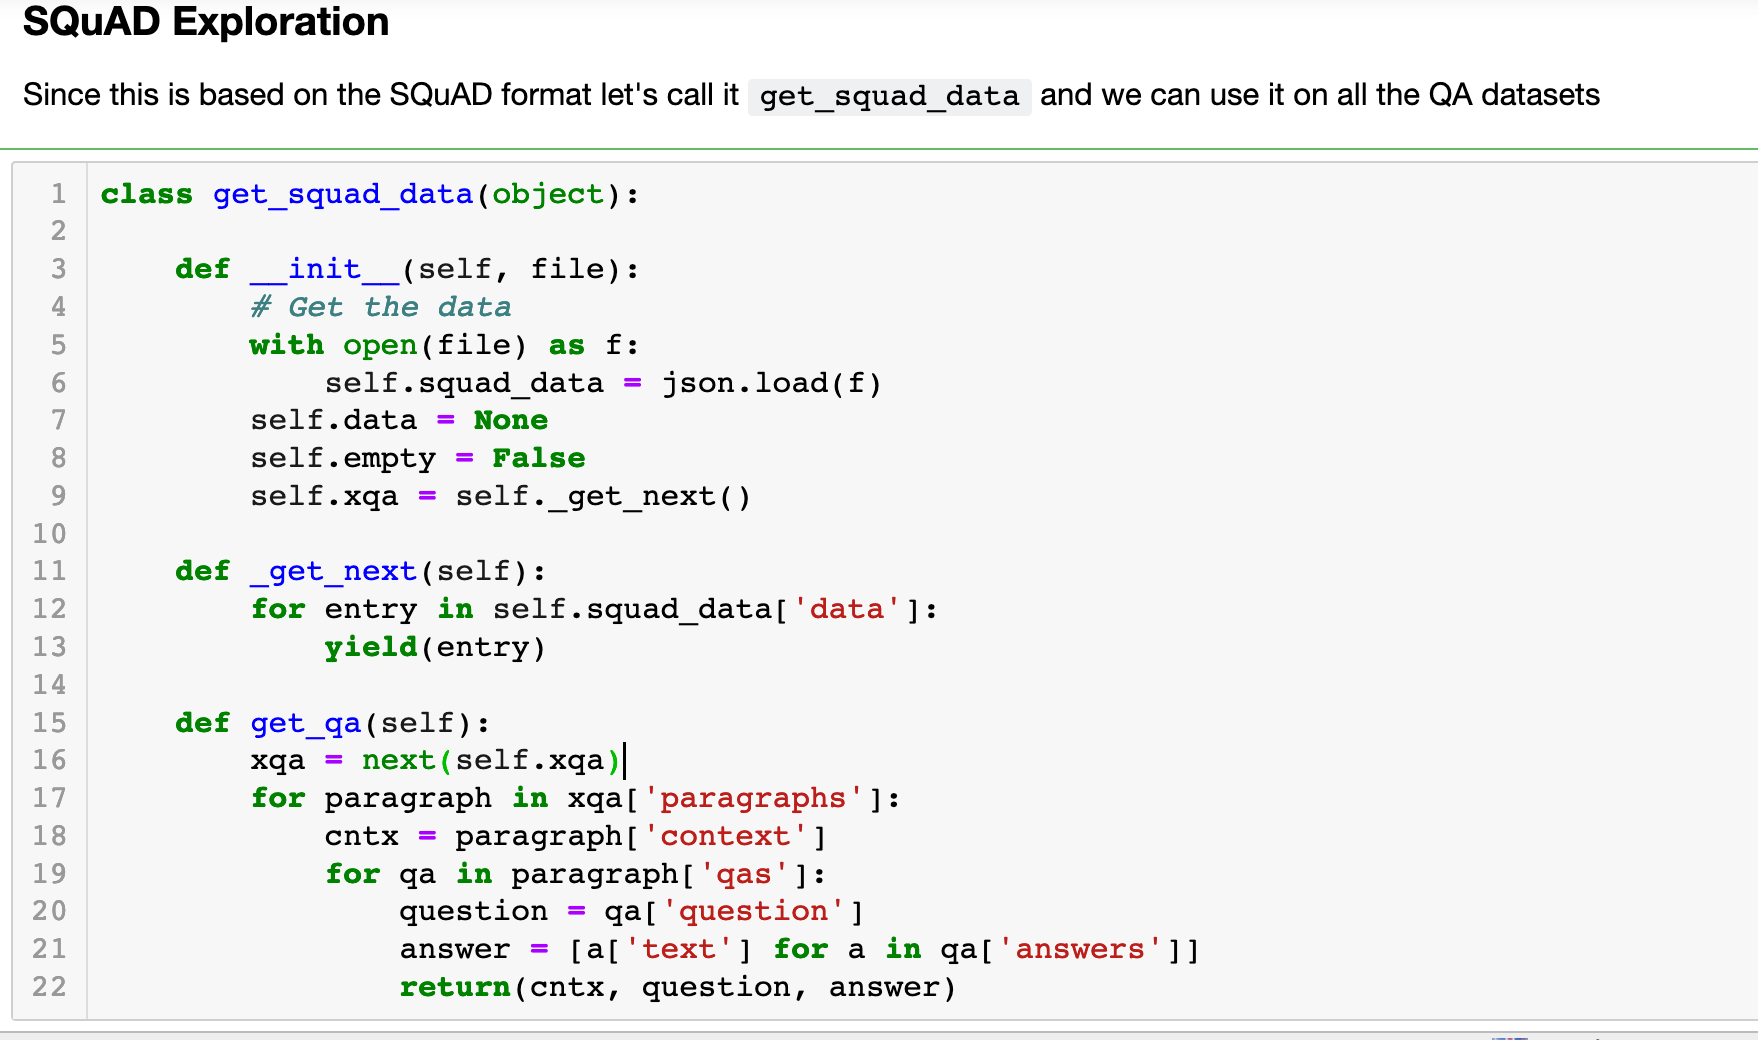 SQuAD Exploration
Since this is based on the SQuAD format let's call it get_squad_data and we can use it on all the QA datasets
1 class get_squad_data(object):
2
3     def __init__(self, file):
4         # Get the data
5         with open(file) as f:
6             self.squad_data = json.load(f)
7         self.data = None
8         self.empty = False
9         self.xqa = self._get_next()
10
11     def _get_next(self):
12         for entry in self.squad_data['data']:
13             yield(entry)
14
15     def get_qa(self):
16         xqa = next(self.xqa)
17         for paragraph in xqa['paragraphs']:
18             cntx = paragraph['context']
19             for qa in paragraph['qas']:
20                 question = qa['question']
21                 answer = [a['text'] for a in qa['answers']]
22                 return(cntx, question, answer)